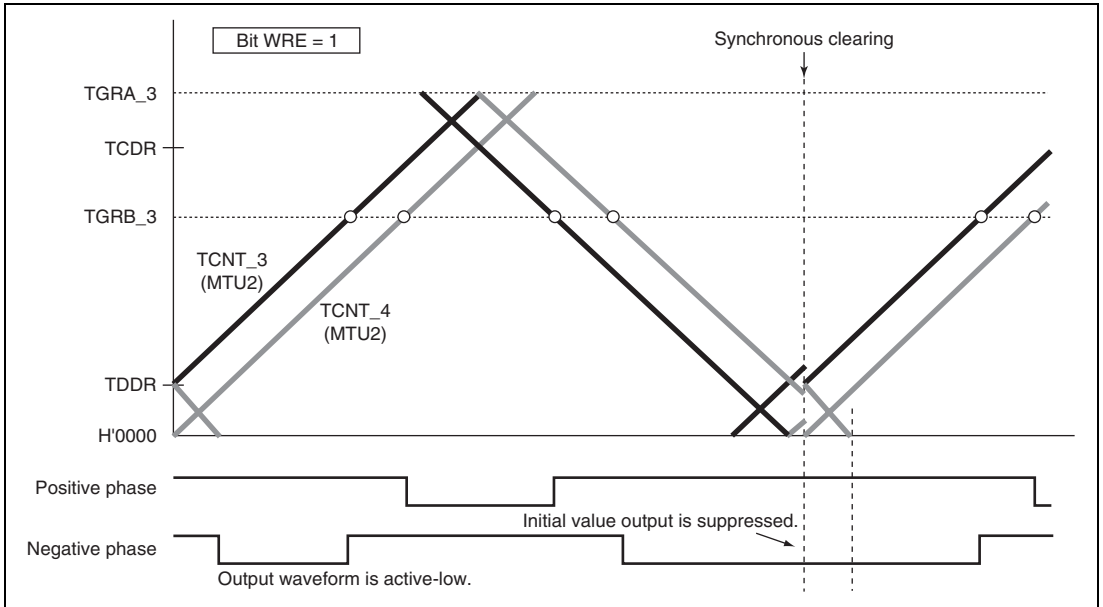 Bit WRE = 1
Synchronous clearing
TGRA_3
TCDR
TGRB_3
TCNT_3
(MTU2)
TCNT_4
(MTU2)
TDDR
H'0000
Positive phase
Initial value output is suppressed.
Negative phase
Output waveform is active-low.